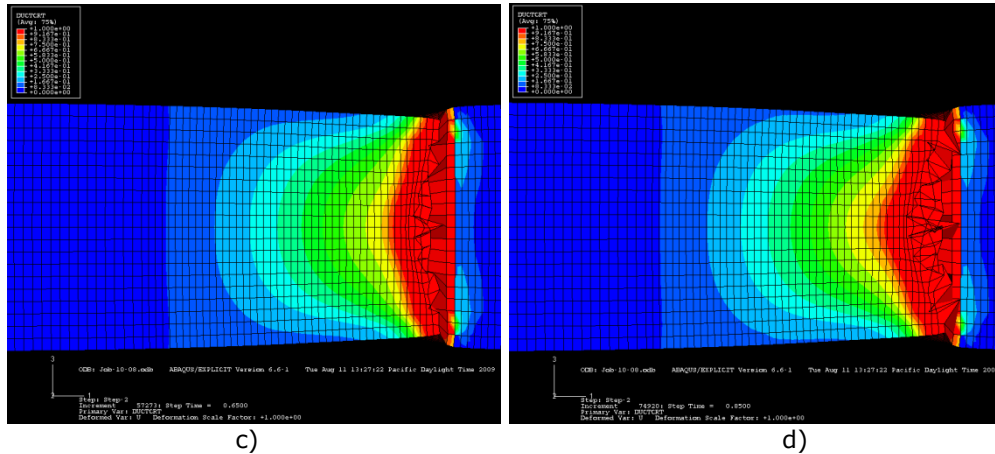 DUCTCRT
(Avg: 75%)
+1.000e+00
+9.167e-01
+8.333e-01
+7.500e-01
+6.667e-01
+5.833e-01
+5.000e-01
+4.167e-01
+3.333e-01
+2.500e-01
+1.667e-01
+8.333e-02
+0.000e+00
3
2
ODB: Job-10-08.odb ABAQUS/EXPLICIT Version 6.6-1 Tue Aug 11 13:27:22 Pacific Daylight Time 2009
Step: Step-2
Increment 57273: Step Time = 0.6500
Primary Var: DUCTCRT
Deformed Var: U Deformation Scale Factor: +1.000e+00
c)
DUCTCRT
(Avg: 75%)
+1.000e+00
+9.167e-01
+8.333e-01
+7.500e-01
+6.667e-01
+5.833e-01
+5.000e-01
+4.167e-01
+3.333e-01
+2.500e-01
+1.667e-01
+8.333e-02
+0.000e+00
3
2
ODB: Job-10-08.odb ABAQUS/EXPLICIT Version 6.6-1 Tue Aug 11 13:27:22 Pacific Daylight Time 2009
Step: Step-2
Increment 74920: Step Time = 0.8500
Primary Var: DUCTCRT
Deformed Var: U Deformation Scale Factor: +1.000e+00
d)